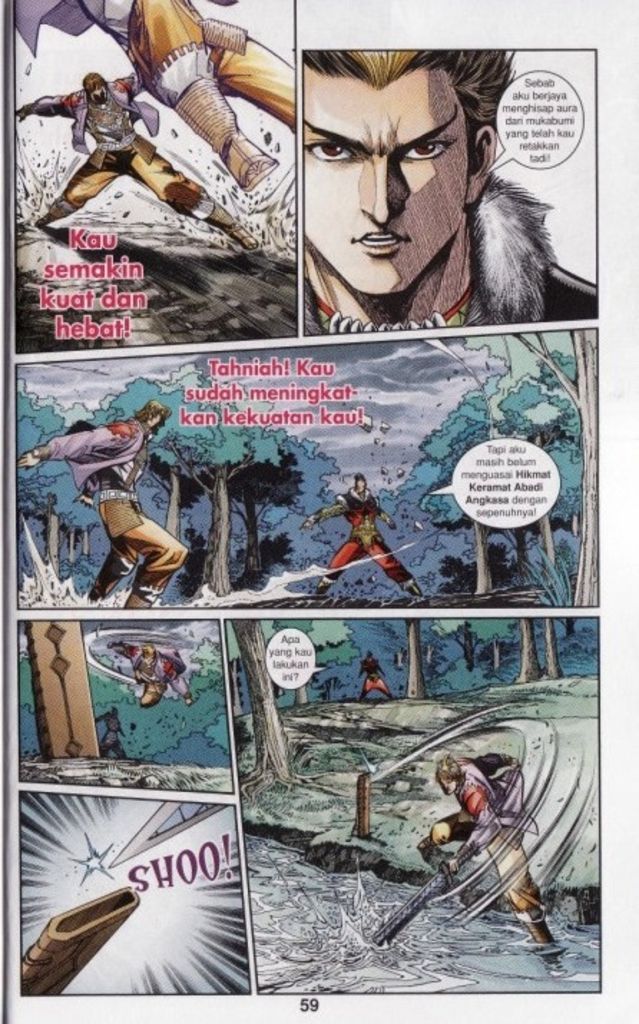 Kau
semakin
kuat dan
hebat!
Sebab
aku berjaya
menghisap aura
dari mukabumi
yang telah kau
retakkan
tadi!
Tahniah! Kau
sudah meningkat-
kan kekuatan kau!
Tapi aku
masih belum
menguasai Hikmat
Keramat Abadi
Angkasa dengan
sepenuhnya!
Apa
yang kau
lakukan
ini?
SHOO!
59